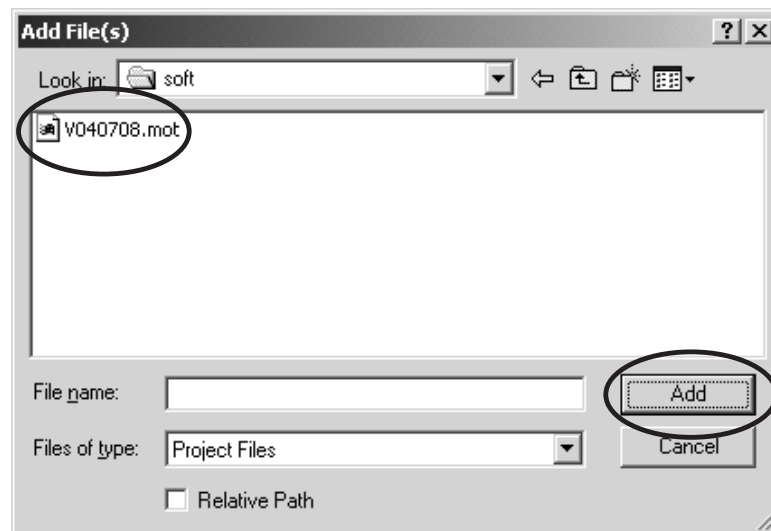 Add File(s)
Look in: soft
V040708.mot
File name:
Add
Files of type: Project Files
Cancel
Relative Path